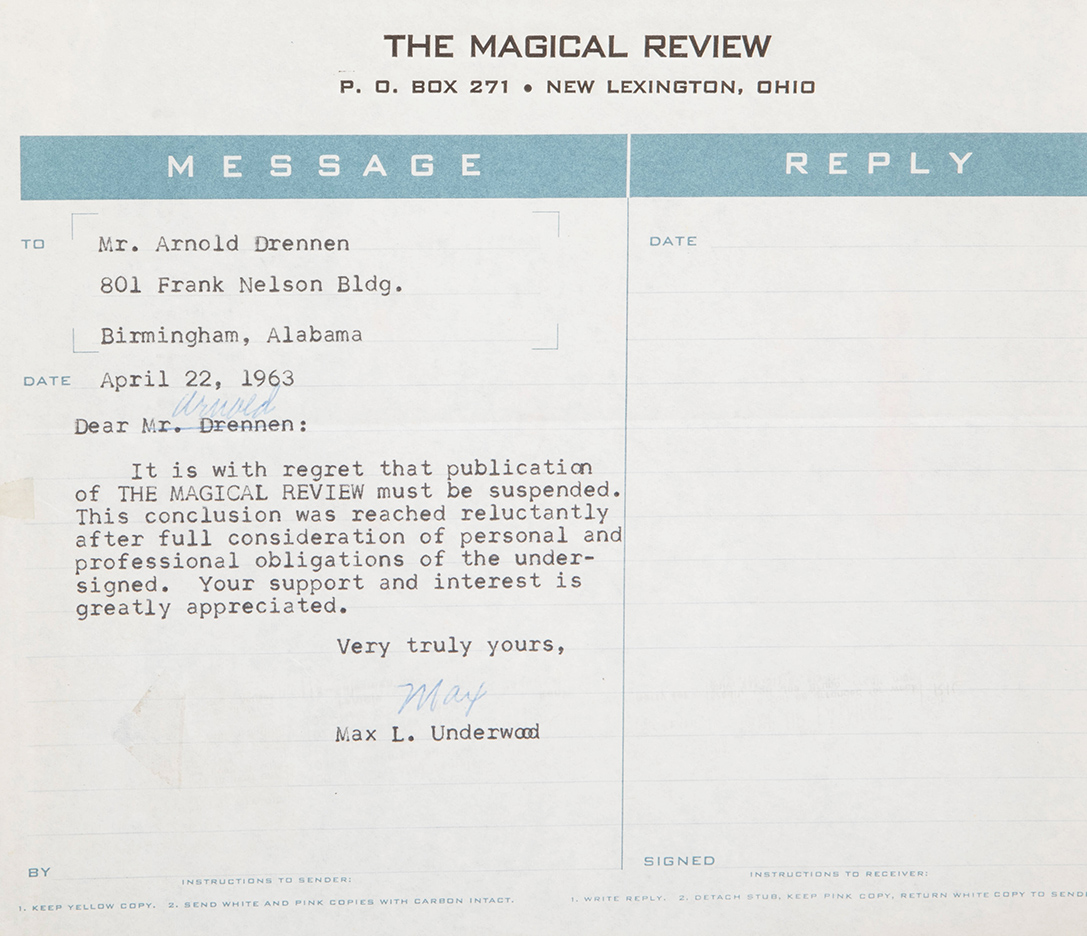 THE MAGICAL REVIEW
P. O. BOX 271 • NEW LEXINGTON, OHIO
MESSAGE
REPLY
TO
Mr. Arnold Drennen
801 Frank Nelson Bldg.
Birmingham, Alabama
DATE
DATE April 22, 1963
Arnold
Dear Mr. Drennen:
It is with regret that publication
of THE MAGICAL REVIEW must be suspended.
This conclusion was reached reluctantly
after full consideration of personal and
professional obligations of the under-
signed. Your support and interest is
greatly appreciated.
Very truly yours,
Max
Max L. Underwood
BY
SIGNED
INSTRUCTIONS TO SENDER:
1. KEEP YELLOW COPY. 2. SEND WHITE AND PINK COPIES WITH CARBON INTACT.
INSTRUCTIONS TO RECEIVER:
1. WRITE REPLY. 2. DETACH STUB, KEEP PINK COPY, RETURN WHITE COPY TO SEND